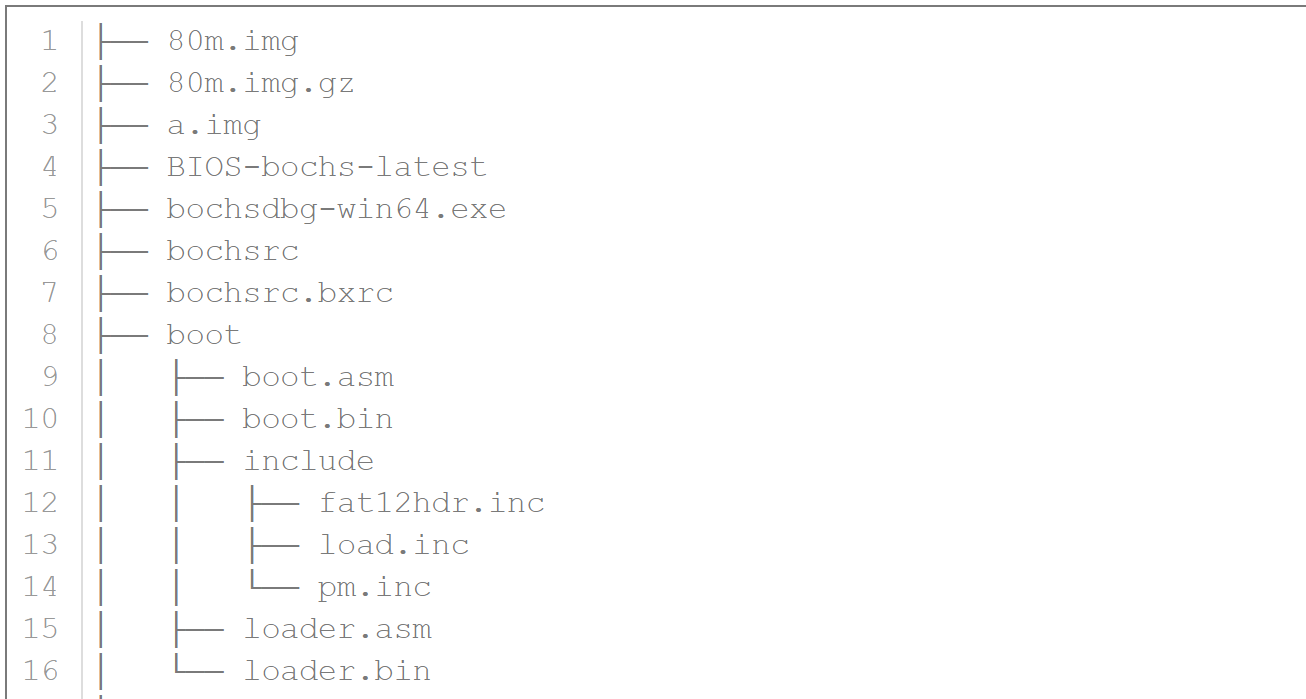 1 ├── 80m.img
2 ├── 80m.img.gz
3 ├── a.img
4 ├── BIOS-bochs-latest
5 ├── bochsdbg-win64.exe
6 ├── bochsrc
7 ├── bochsrc.bxrc
8 ├── boot
9 │   ├── boot.asm
10 │   ├── boot.bin
11 │   ├── include
12 │   │   ├── fat12hdr.inc
13 │   │   ├── load.inc
14 │   │   └── pm.inc
15 │   ├── loader.asm
16 │   └── loader.bin